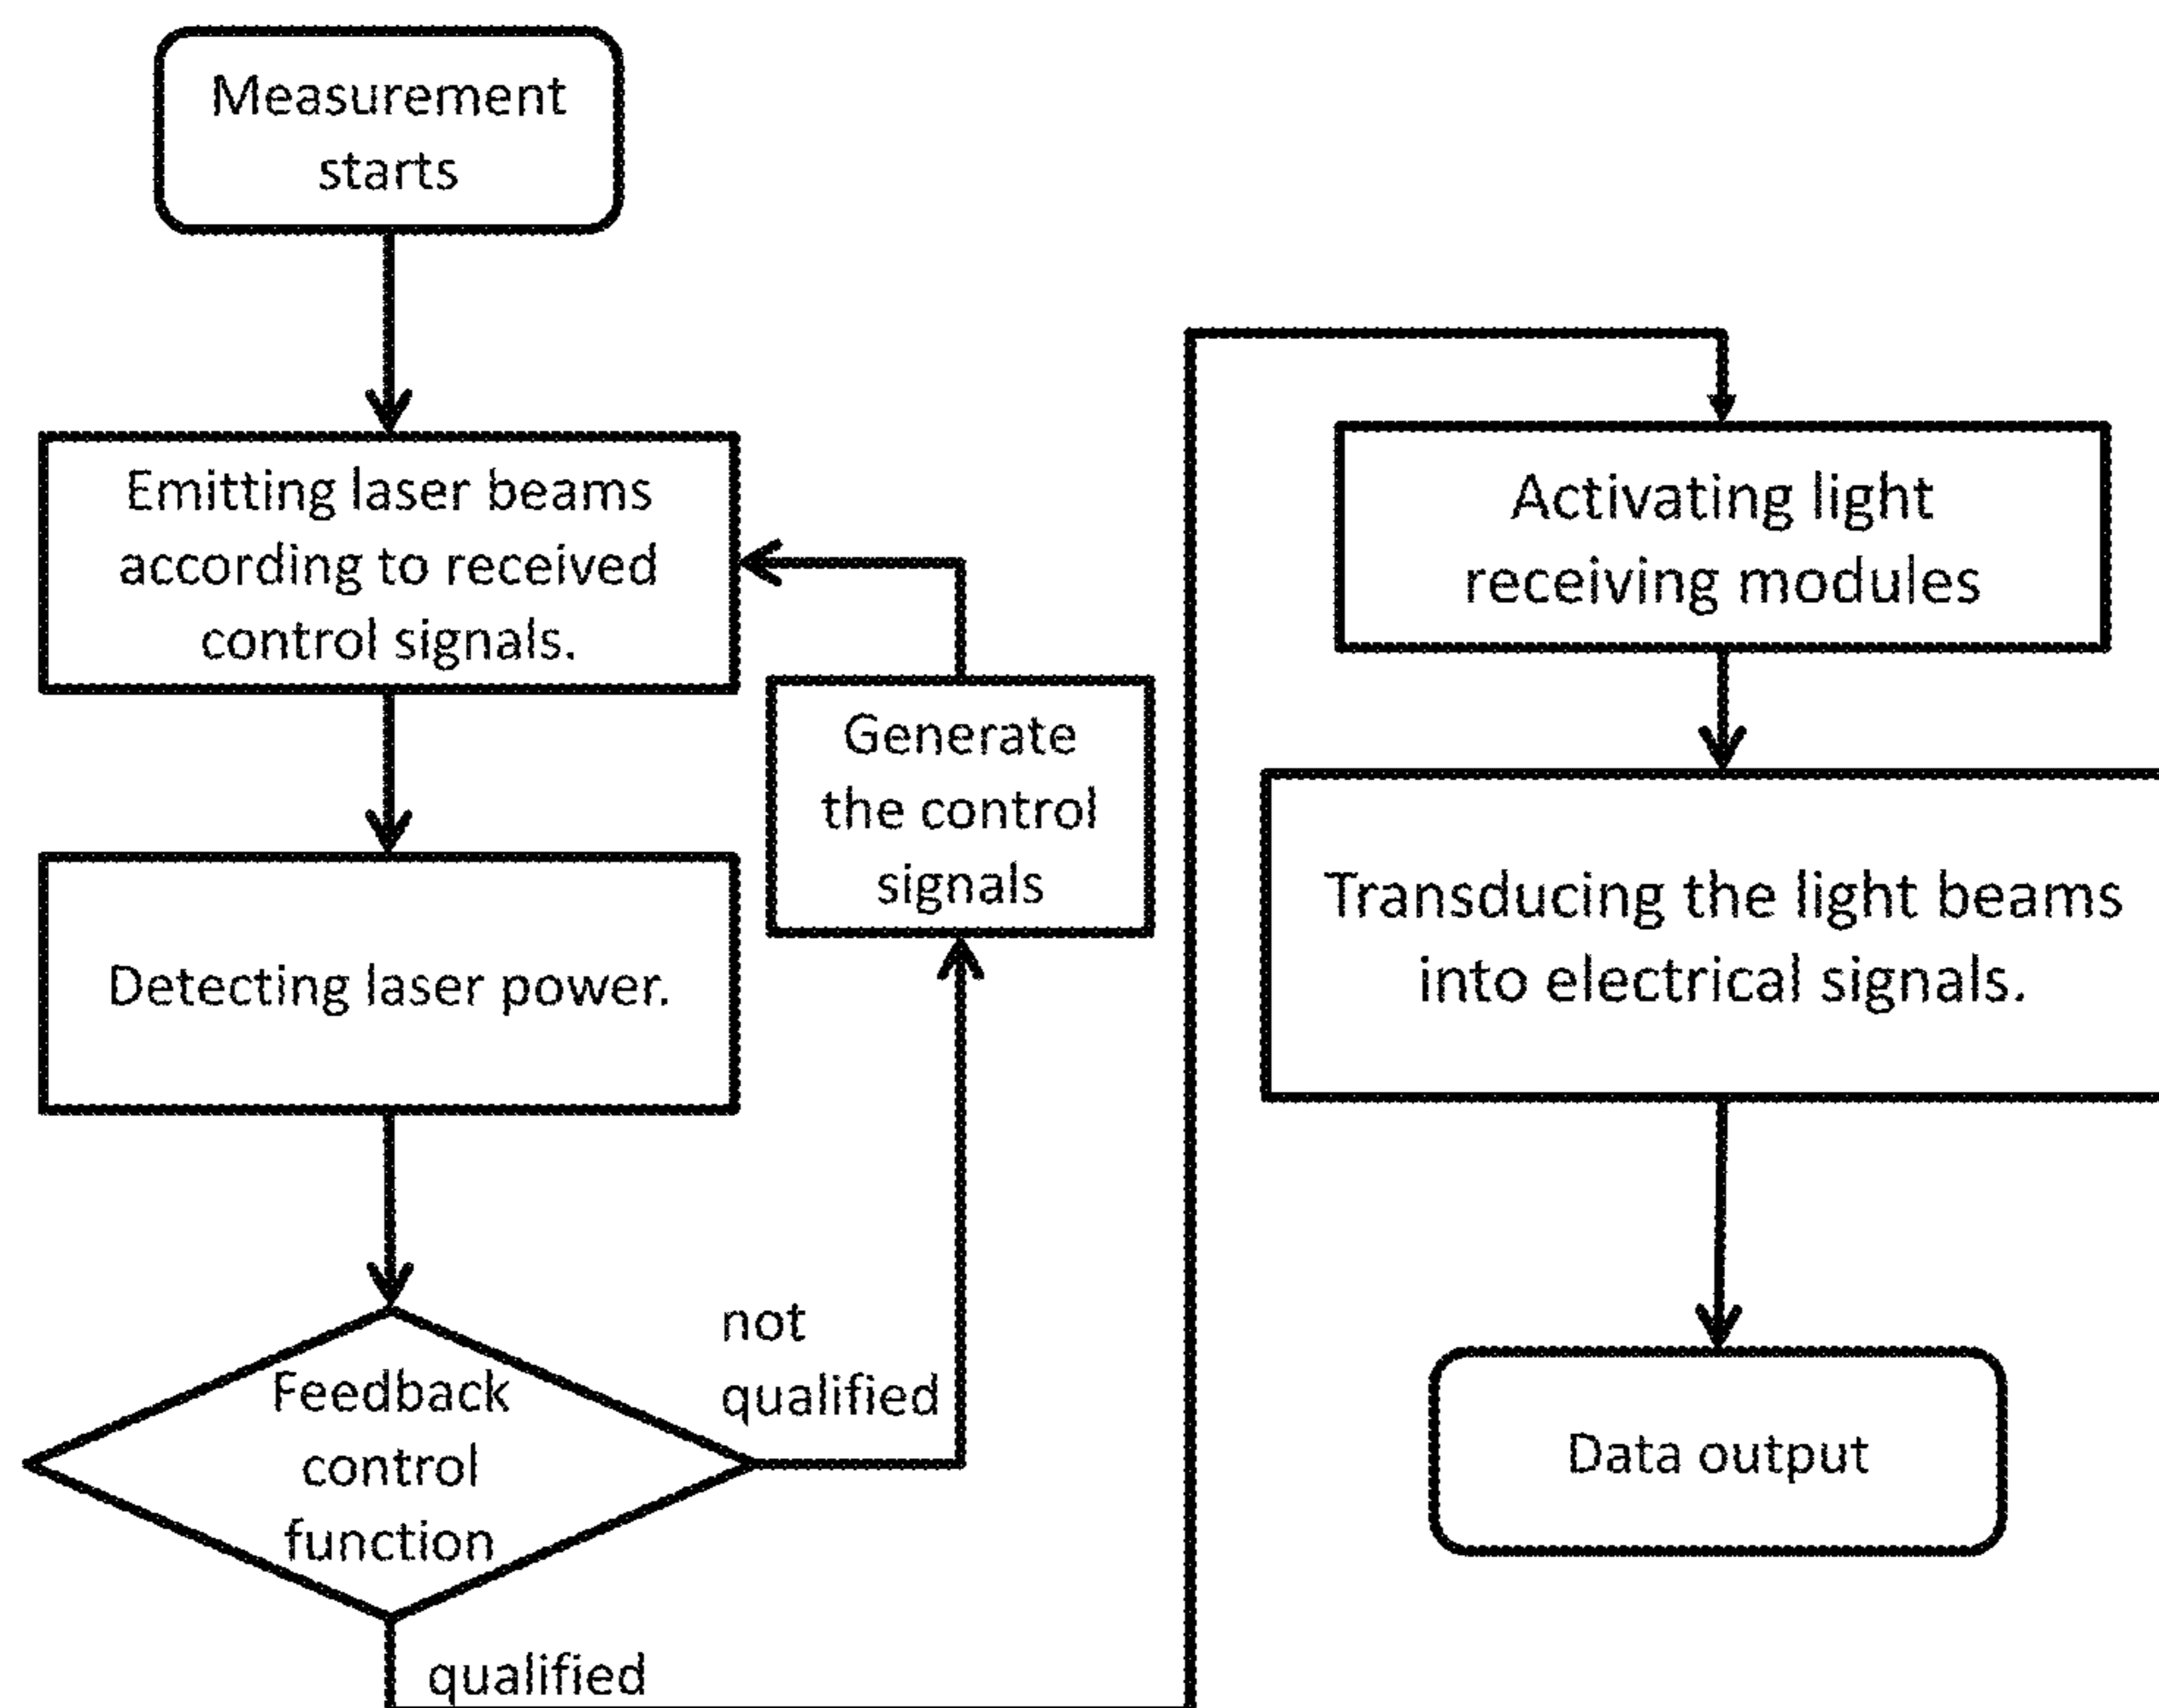 Measurement
starts
Emitting laser beams
according to received
control signals.
Generate
the control
signals
Detecting laser power.
Feedback
control
function
not
qualified
qualified
Activating light
receiving modules
Transducing the light beams
into electrical signals.
Data output